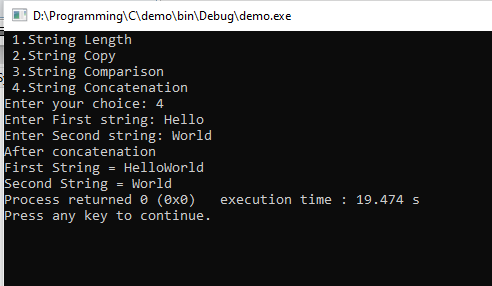 D:\Programming\C\demo\bin\Debug\demo.exe
1.String Length
2.String Copy
3.String Comparison
4.String Concatenation
Enter your choice: 4
Enter First string: Hello
Enter Second string: World
After concatenation
First String = HelloWorld
Second String = World
Process returned 0 (0x0)   execution time : 19.474 s
Press any key to continue.